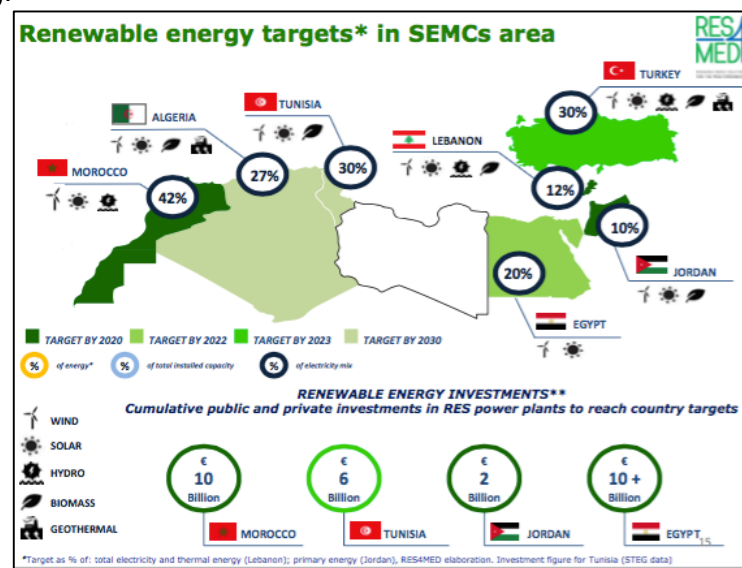 y.
Renewable energy targets* in SEMCs area
RES4
MED
TURKEY
30%
TUNISIA
30%
ALGERIA
27%
LEBANON
12%
MOROCCO
42%
10%
JORDAN
20%
EGYPT
TARGET BY 2020 TARGET BY 2022 TARGET BY 2023 TARGET BY 2030
% of energy* % of total installed capacity % of electricity mix
RENEWABLE ENERGY INVESTMENTS**
Cumulative public and private investments in RES power plants to reach country targets
WIND
SOLAR
HYDRO
BIOMASS
GEOTHERMAL
€ 10 Billion
MOROCCO
€ 6 Billion
TUNISIA
€ 2 Billion
JORDAN
€ 10 + Billion
EGYPT
15
*Target as % of: total electricity and thermal energy (Lebanon); primary energy (Jordan), RES4MED elaboration. Investment figure for Tunisia (STEG data)